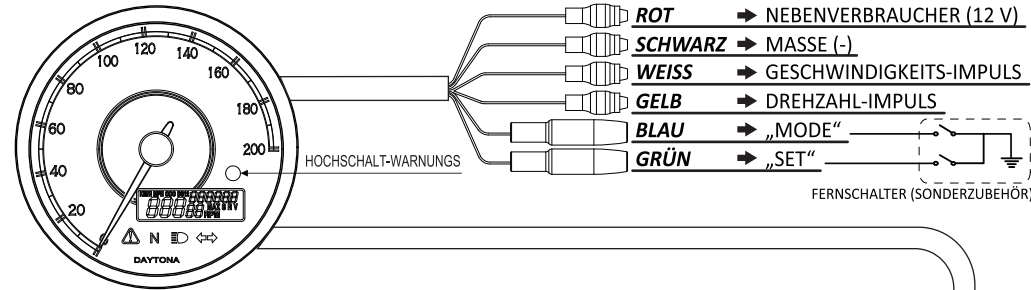 ROT ➡ NEBENVERBRAUCHER (12 V)
SCHWARZ ➡ MASSE (-)
WEISS ➡ GESCHWINDIGKEITS-IMPULS
GELB ➡ DREHZAHL-IMPULS
BLAU ➡ „MODE“
GRÜN ➡ „SET“
FERNSCHALTER (SONDERZUBEHÖR)
HOCHSCHALT-WARNUNGS
20
40
60
80
100
120
140
160
180
200
N
DAYTONA